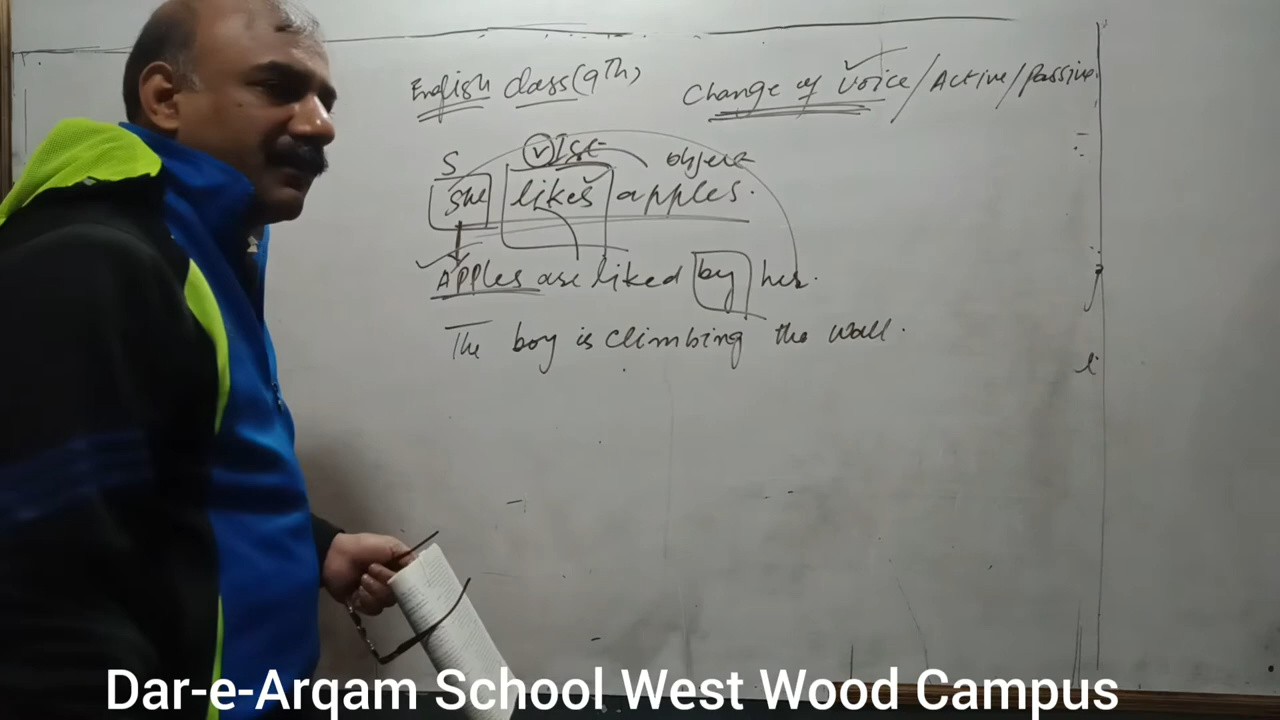 English class (9th)
Change of voice / Active / passive.
S
V Ist
object
She likes apples.
Apples are liked by her.
The boy is climbing the wall.
Dar-e-Arqam School West Wood Campus